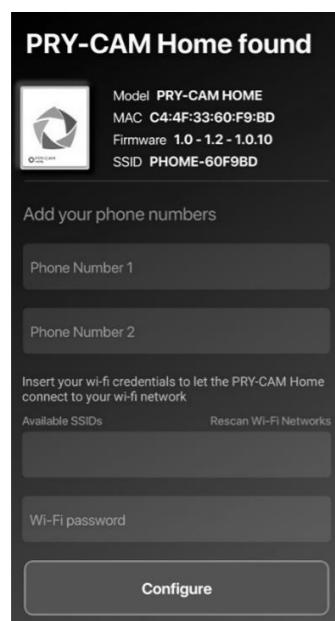 PRY-CAM Home found
Model PRY-CAM HOME
MAC C4:4F:33:60:F9:BD
Firmware 1.0 - 1.2 - 1.0.10
SSID PHOME-60F9BD
Add your phone numbers
Phone Number 1
Phone Number 2
Insert your wi-fi credentials to let the PRY-CAM Home
connect to your wi-fi network
Available SSIDs Rescan Wi-Fi Networks
Wi-Fi password
Configure